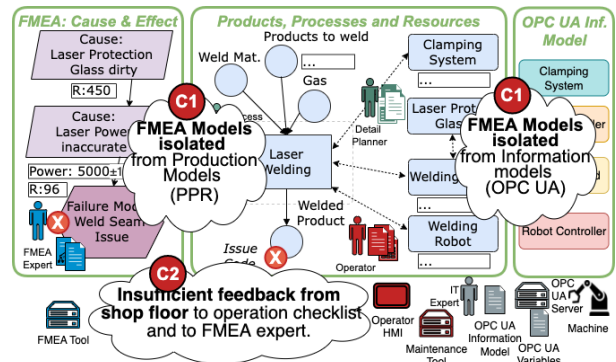 FMEA: Cause & Effect
Cause:
Laser Protection
Glass dirty
R:450
Cause:
Laser Powe
inaccurate
Power: 5000±1
R:96
Failure Mod
Weld Seam
Issue
X
FMEA
Expert
C1
FMEA Models
isolated
from Production
Models
(PPR)
Products, Processes and Resources
Products to weld
...
Weld Mat.
Gas
cess
Laser
Welding
Welded
Product
Issue
X
Detail
Planner
Operator
Clamping
System
...
Laser Prote
Glas
Welding
Welding
Robot
...
C1
FMEA Models
isolated
from Information
models
(OPC UA)
OPC UA Inf.
Model
Clamping
System
Robot Controller
C2
Insufficient feedback from
shop floor to operation checklist
and to FMEA expert.
FMEA Tool
Operator
HMI
Maintenance
Tool
IT
Expert
OPC UA
Information
Model
OPC
UA
Server
OPC UA
Variables
Machine